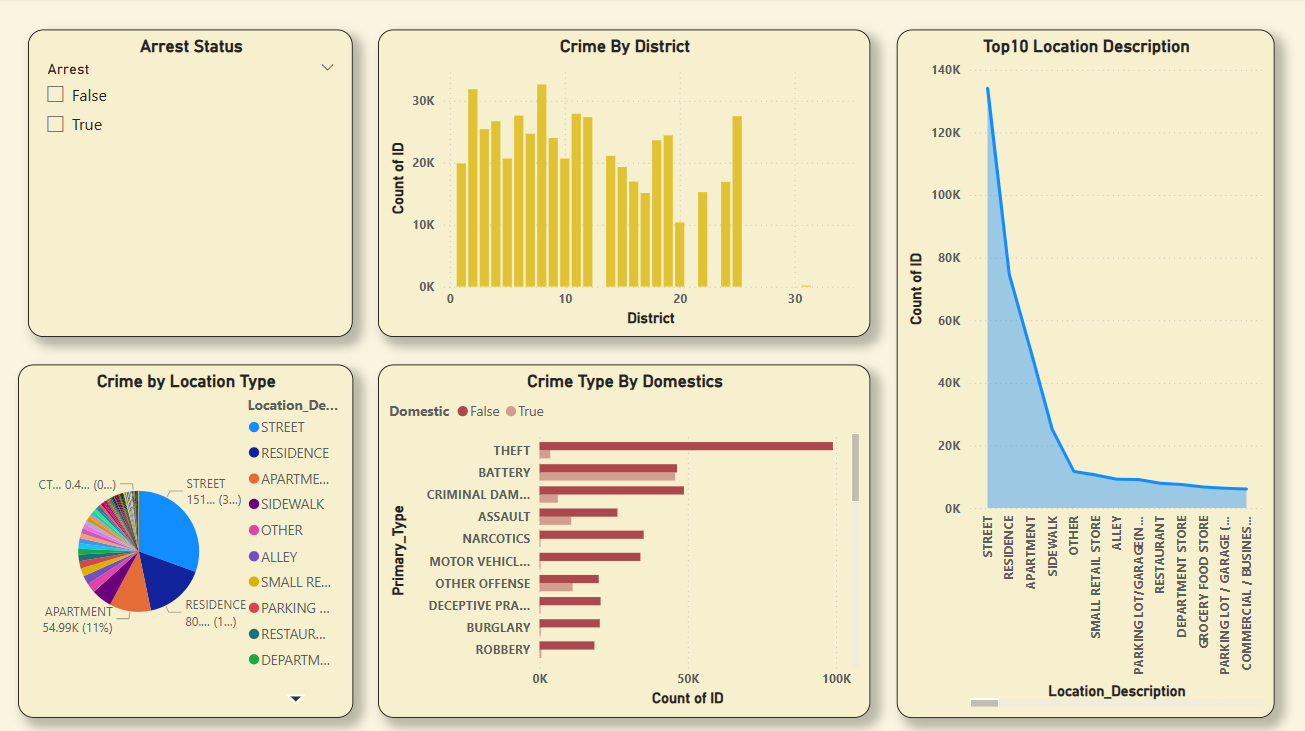 Arrest Status
Arrest
False
True
Crime By District
Count of ID
30K
20K
10K
0K
0
10
20
30
District
Top10 Location Description
Count of ID
140K
120K
100K
80K
60K
40K
20K
0K
STREET
RESIDENCE
APARTMENT
SIDEWALK
OTHER
SMALL RETAIL STORE
ALLEY
PARKING LOT/GARAGE(N...
RESTAURANT
DEPARTMENT STORE
GROCERY FOOD STORE
PARKING LOT / GARAGE (...
COMMERCIAL / BUSINES...
Location_Description
Crime by Location Type
Location_De...
STREET
RESIDENCE
APARTME...
SIDEWALK
OTHER
ALLEY
SMALL RE...
PARKING ...
RESTAUR...
DEPARTM...
CT... 0.4... (0...)
STREET
151... (3...)
RESIDENCE
80.... (1...)
APARTMENT
54.99K (11%)
Crime Type By Domestics
Domestic False True
Primary_Type
THEFT
BATTERY
CRIMINAL DAM...
ASSAULT
NARCOTICS
MOTOR VEHICL...
OTHER OFFENSE
DECEPTIVE PRA...
BURGLARY
ROBBERY
0K
50K
100K
Count of ID